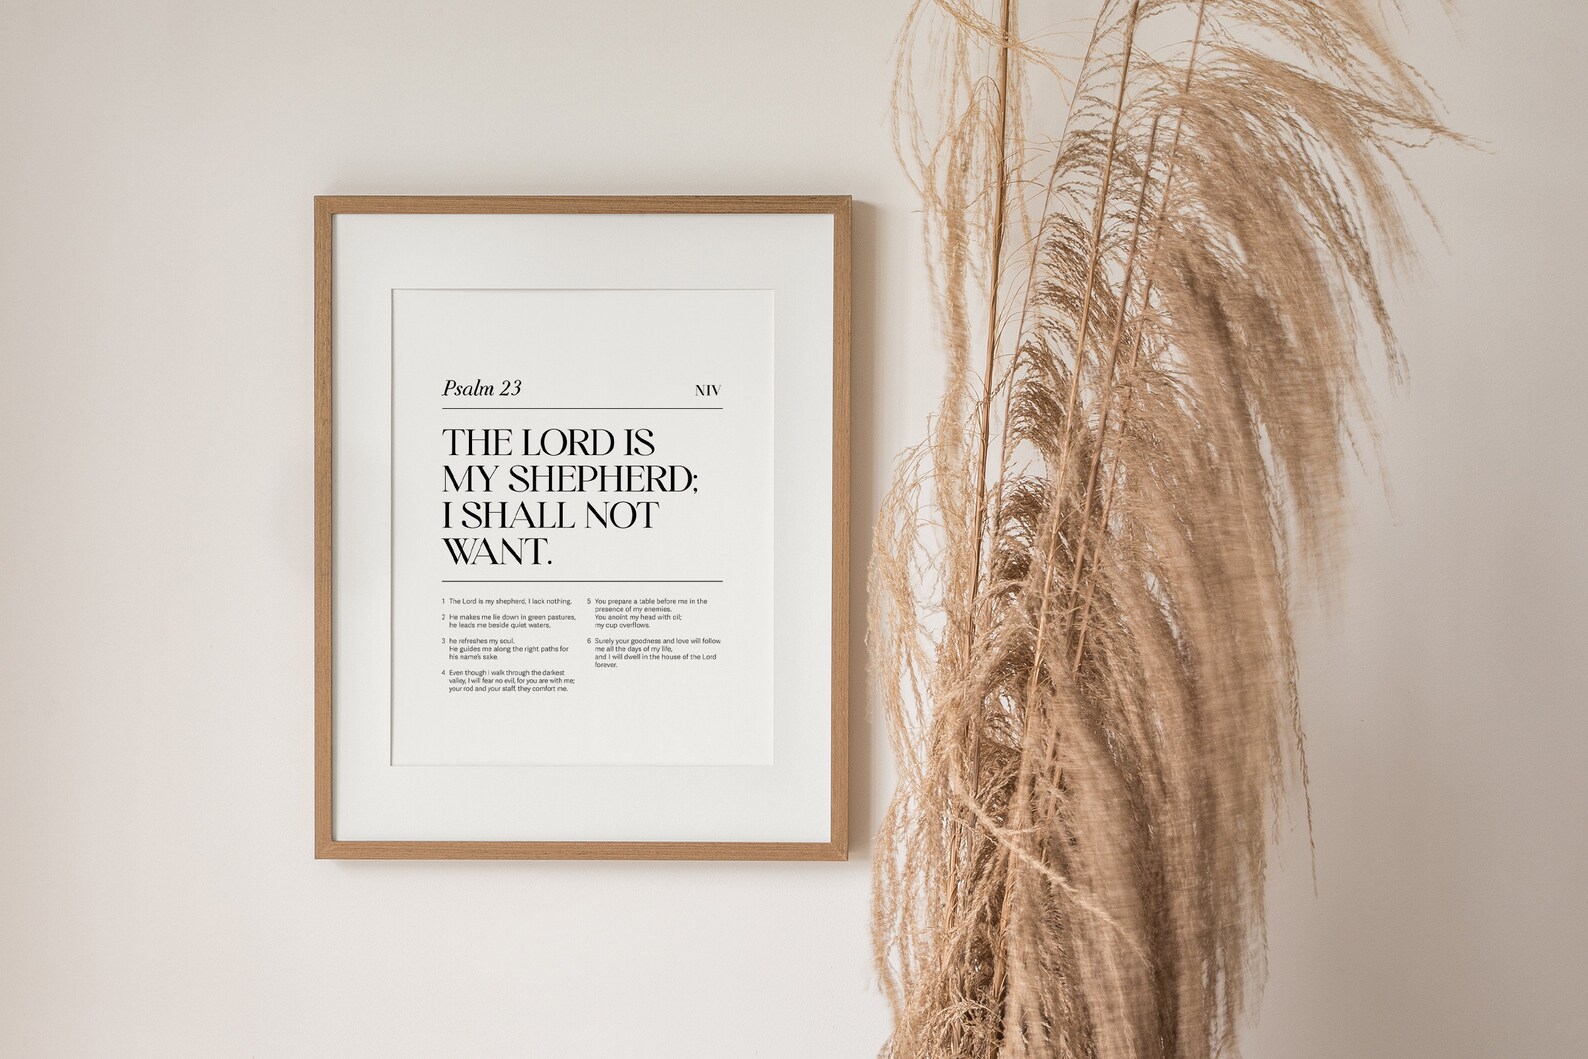 Psalm 23
NIV
THE LORD IS
MY SHEPHERD;
I SHALL NOT
WANT.
1 The Lord is my shepherd, I lack nothing.
2 He makes me lie down in green pastures,
he leads me beside quiet waters,
3 he refreshes my soul.
He guides me along the right paths for
his name's sake.
4 Even though I walk through the darkest
valley, I will fear no evil, for you are with me;
your rod and your staff, they comfort me.
5 You prepare a table before me in the
presence of my enemies.
You anoint my head with oil;
my cup overflows.
6 Surely your goodness and love will follow
me all the days of my life,
and I will dwell in the house of the Lord
forever.